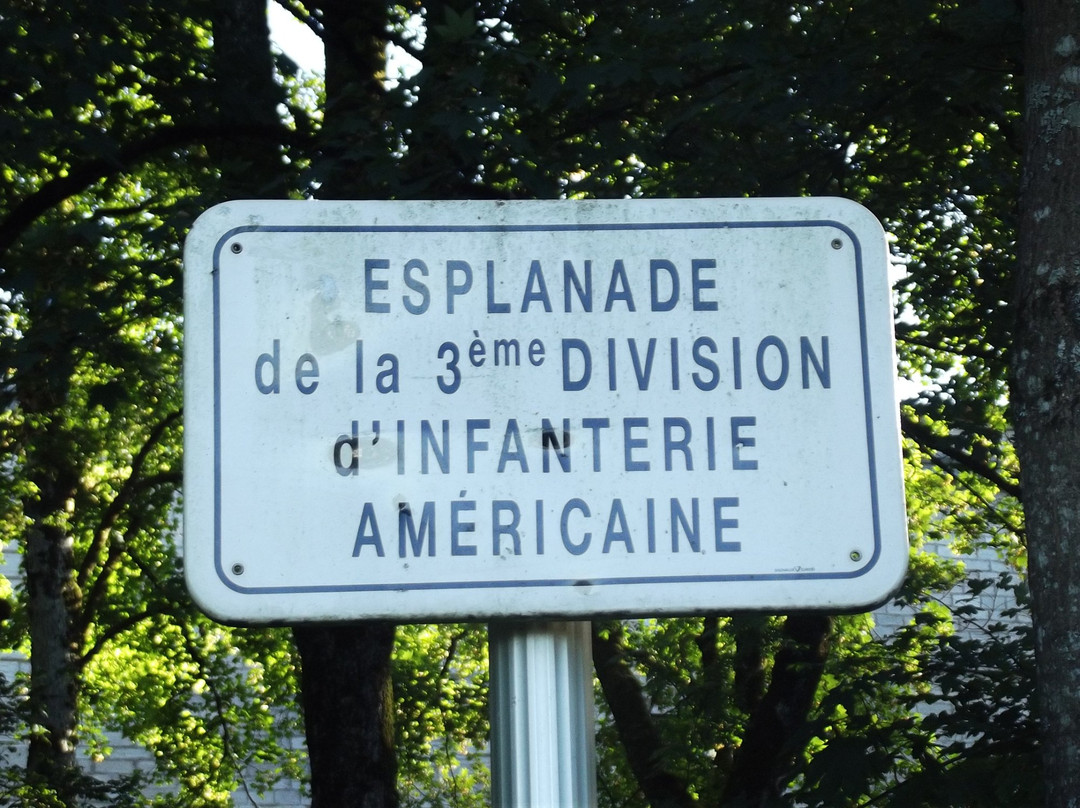 ESPLANADE
de la 3ème DIVISION
d'INFANTERIE
AMÉRICAINE